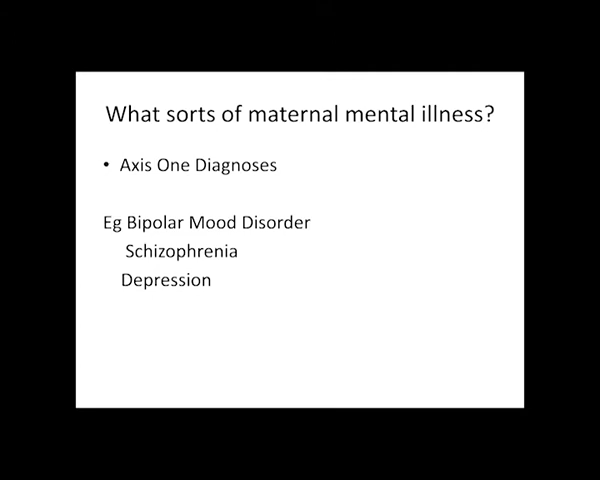 What sorts of maternal mental illness?
• Axis One Diagnoses
Eg Bipolar Mood Disorder
Schizophrenia
Depression